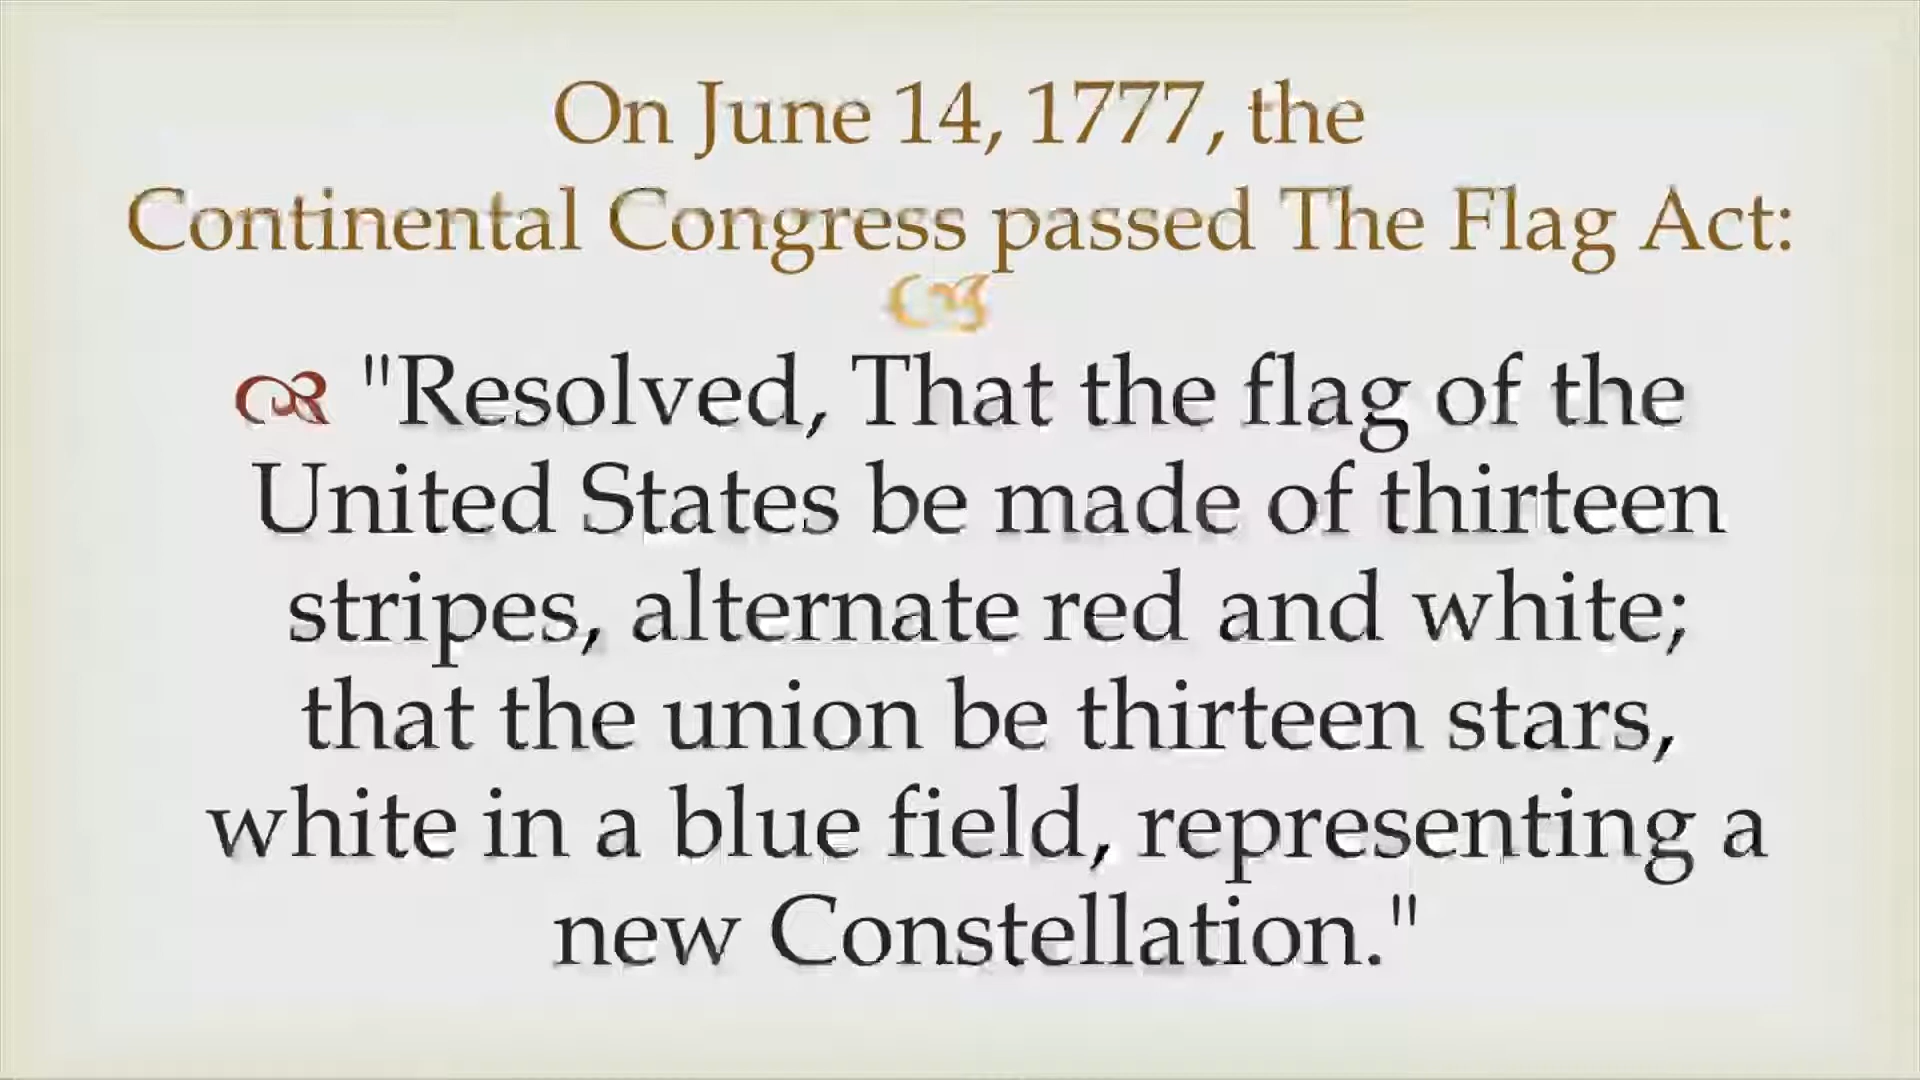 On June 14, 1777, the
Continental Congress passed The Flag Act:
"Resolved, That the flag of the
United States be made of thirteen
stripes, alternate red and white;
that the union be thirteen stars,
white in a blue field, representing a
new Constellation."